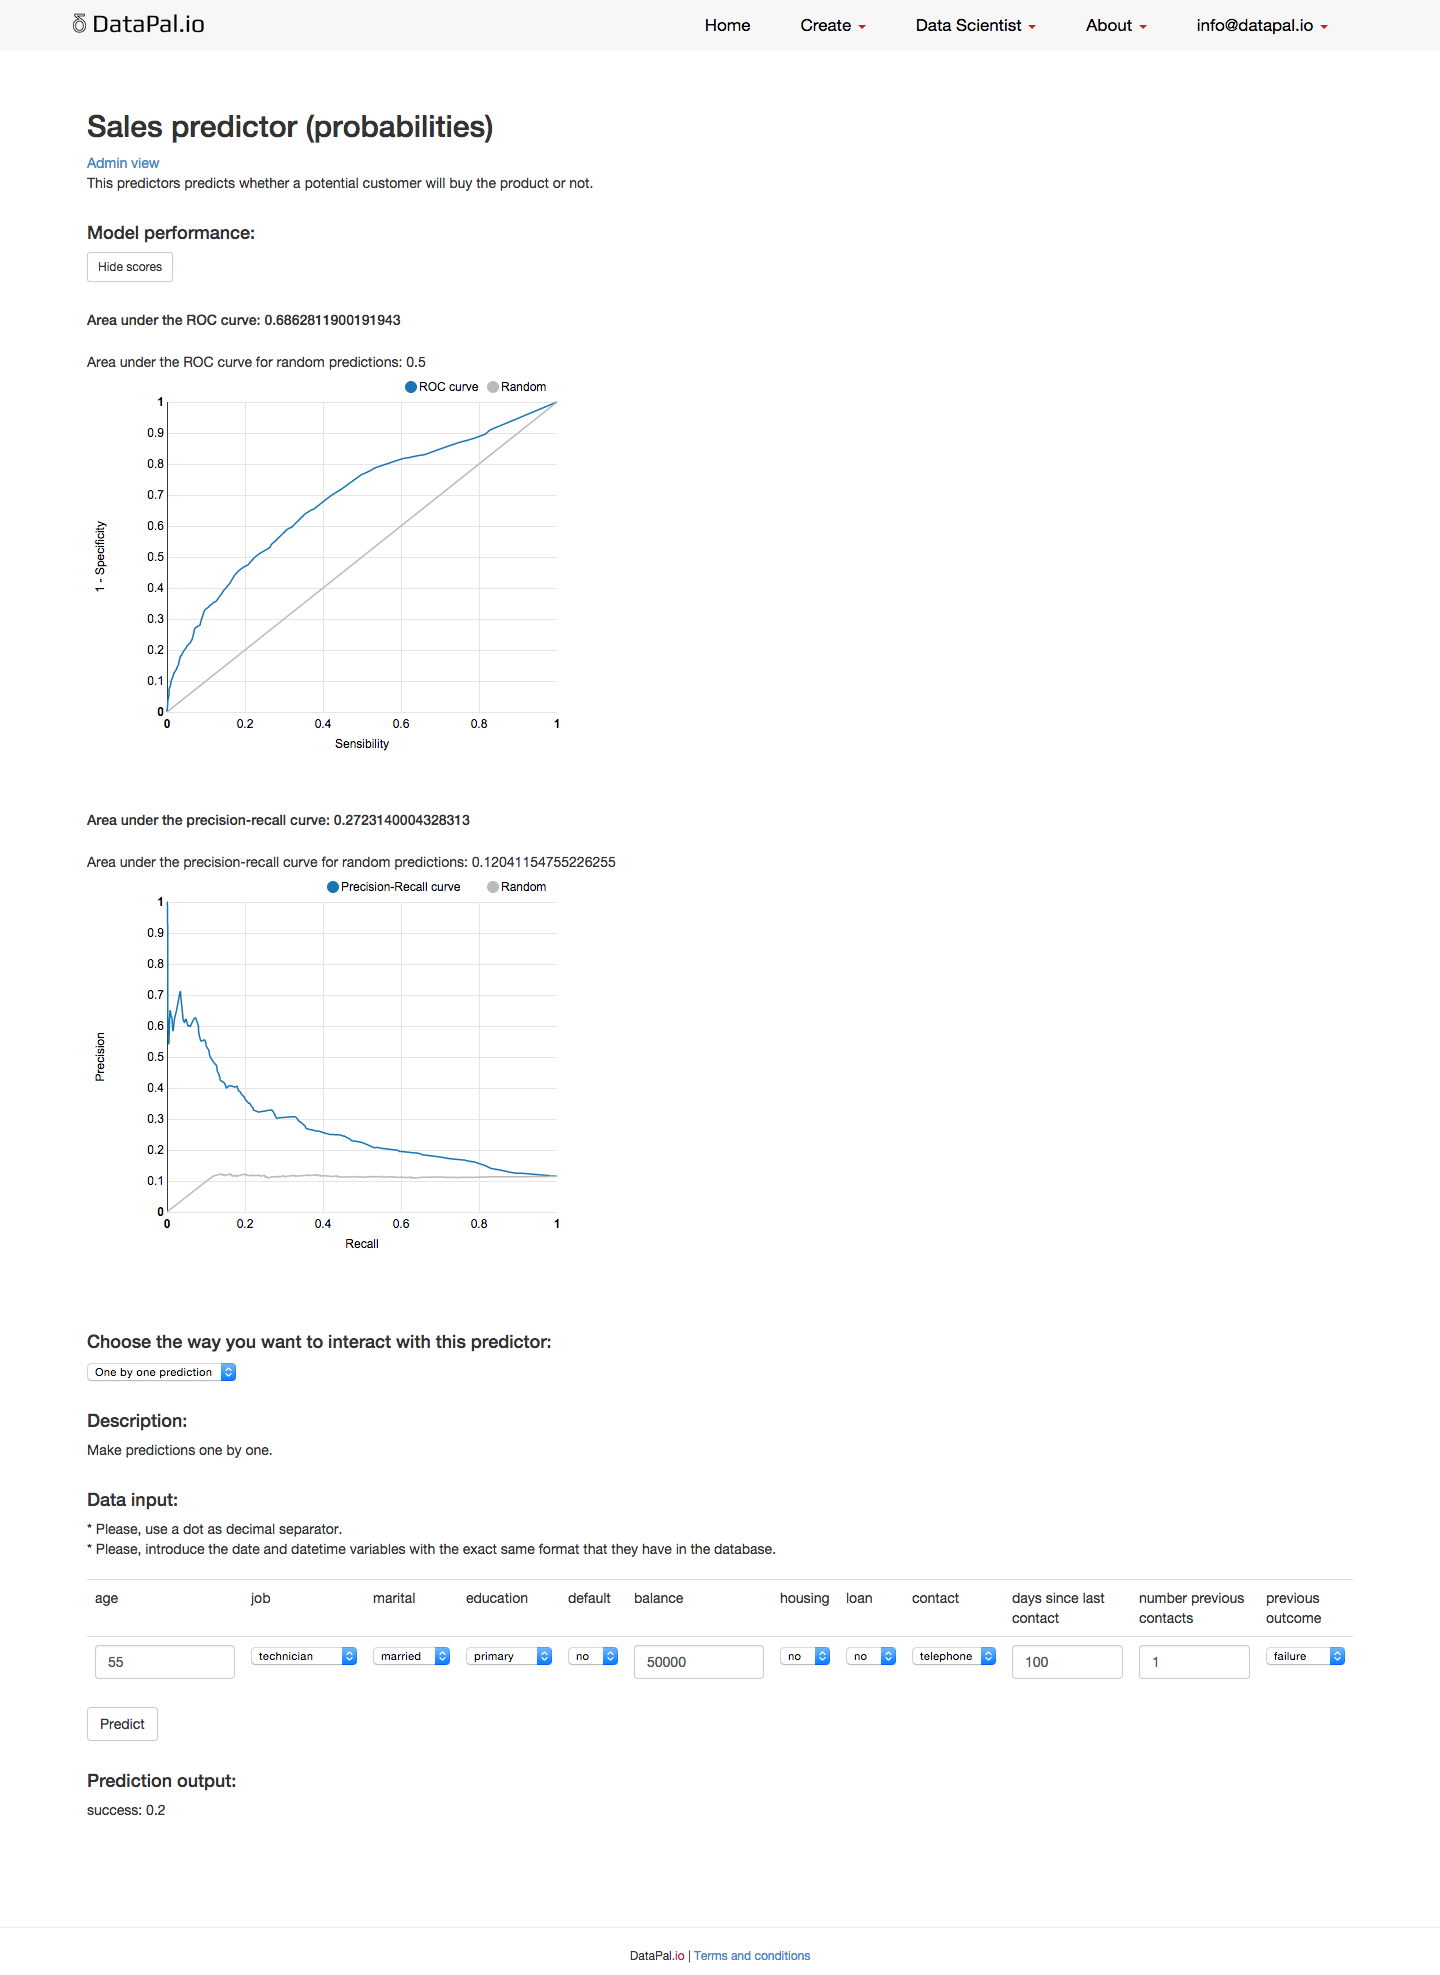 DataPal.io
Home Create Data Scientist About info@datapal.io
Sales predictor (probabilities)
Admin view
This predictors predicts whether a potential customer will buy the product or not.
Model performance:
Hide scores
Area under the ROC curve: 0.6862811900191943
Area under the ROC curve for random predictions: 0.5
ROC curve Random
1
0.9
0.8
0.7
0.6
0.5
0.4
0.3
0.2
0.1
0
1 - Specificity
0 0.2 0.4 0.6 0.8 1
Sensibility
Area under the precision-recall curve: 0.2723140004328313
Area under the precision-recall curve for random predictions: 0.12041154755226255
Precision-Recall curve Random
1
0.9
0.8
0.7
0.6
0.5
0.4
0.3
0.2
0.1
0
Precision
0 0.2 0.4 0.6 0.8 1
Recall
Choose the way you want to interact with this predictor:
One by one prediction
Description:
Make predictions one by one.
Data input:
* Please, use a dot as decimal separator.
* Please, introduce the date and datetime variables with the exact same format that they have in the database.
age job marital education default balance housing loan contact days since last contact number previous contacts previous outcome
55 technician married primary no 50000 no no telephone 100 1 failure
Predict
Prediction output:
success: 0.2
DataPal.io | Terms and conditions